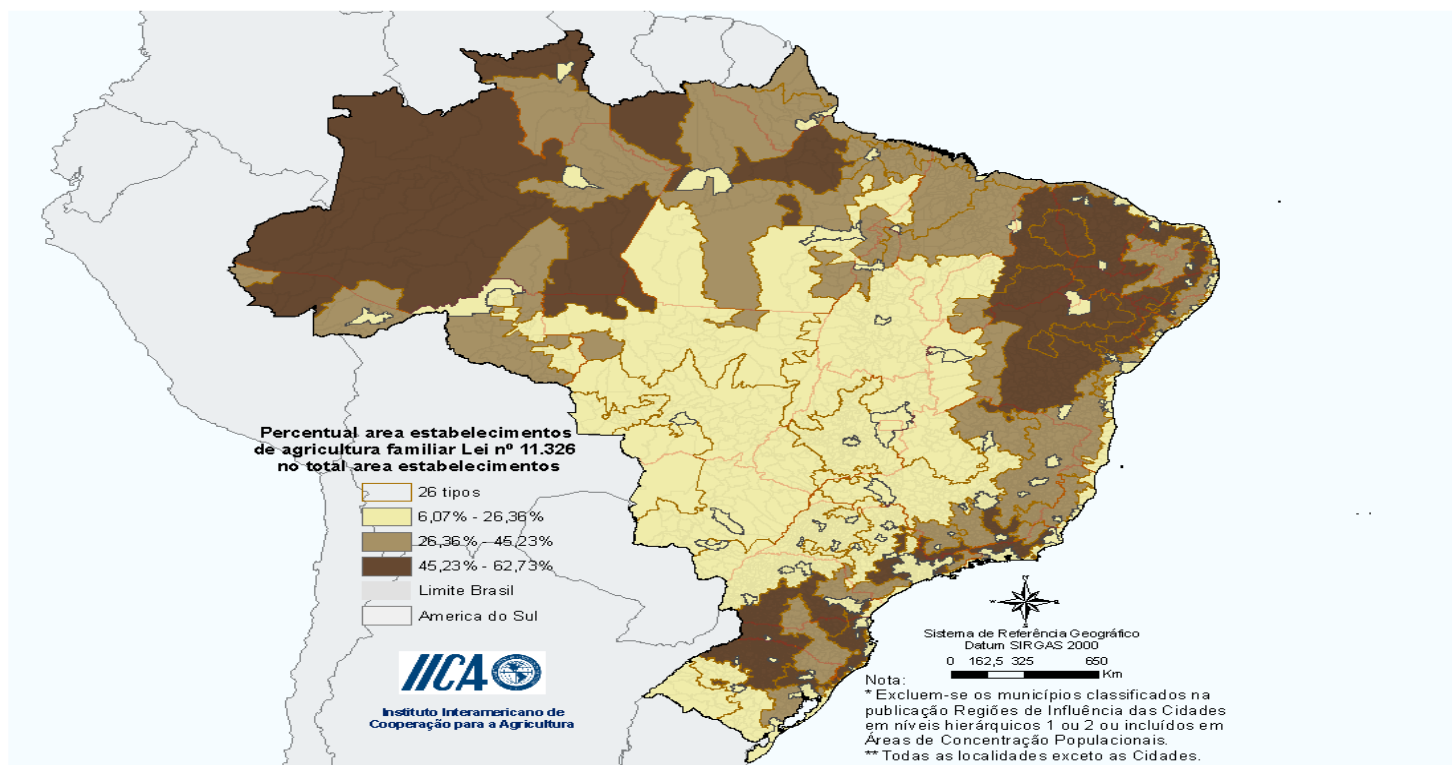 Percentual area estabelecimentos
de agricultura familiar Lei nº 11.326
no total area estabelecimentos
26 tipos
6,07% - 26,36%
26,36% - 45,23%
45,23% - 62,73%
Limite Brasil
America do Sul
IICA
Instituto Interamericano de
Cooperação para a Agricultura
Sistema de Referência Geográfico
Datum SIRGAS 2000
0 162,5 325 650
Km
Nota:
* Excluem-se os municípios classificados na
publicação Regiões de Influência das Cidades
em níveis hierárquicos 1 ou 2 ou incluídos em
Áreas de Concentração Populacionais.
** Todas as localidades exceto as Cidades.